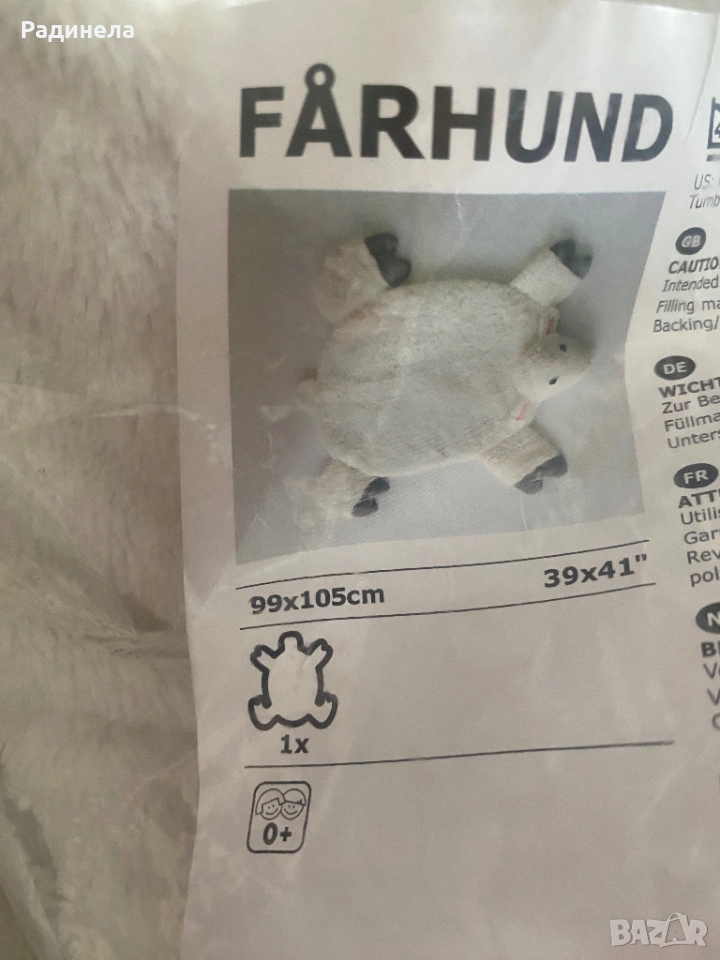 Радинела
FÅRHUND
US:
Tumb
GB
CAUTIO
Intended
Filling ma
Backing/
DE
WICHT
Zur Be
Füllma
Unters
FR
ATT
Utilis
Gar
Rev
pol
99x105cm
39x41"
1x
0+
BAZAR